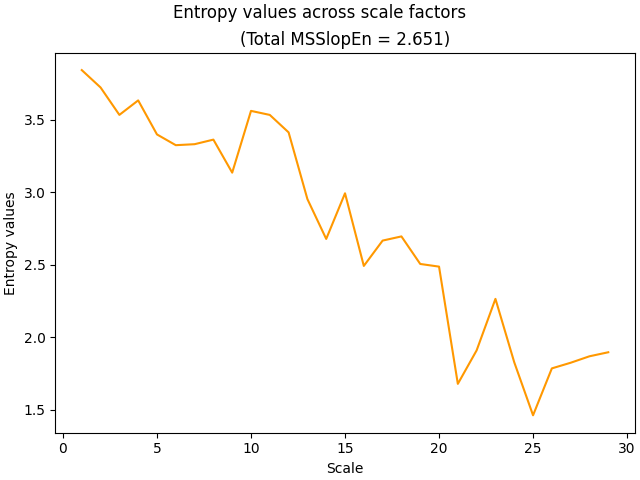 Entropy values across scale factors
(Total MSSlopEn = 2.651)
Entropy values
3.5
3.0
2.5
2.0
1.5
0 5 10 15 20 25 30
Scale